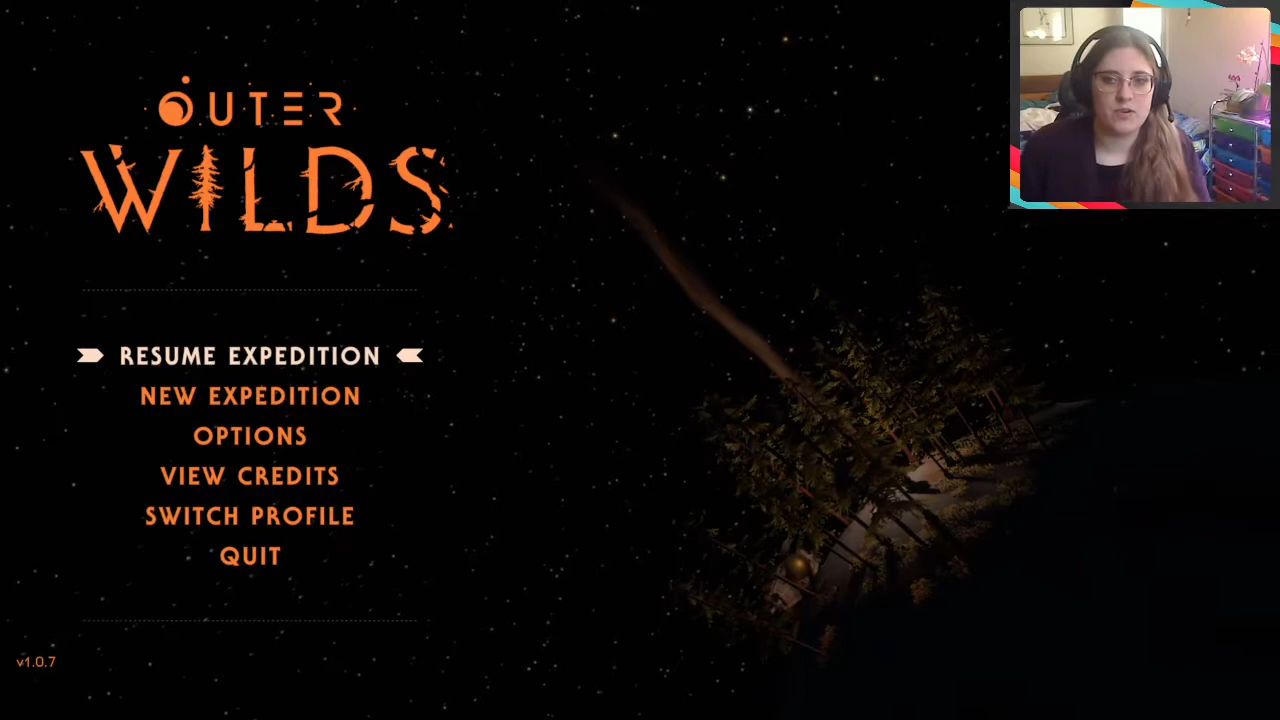 OUTER
WILDS
RESUME EXPEDITION
NEW EXPEDITION
OPTIONS
VIEW CREDITS
SWITCH PROFILE
QUIT
v1.0.7